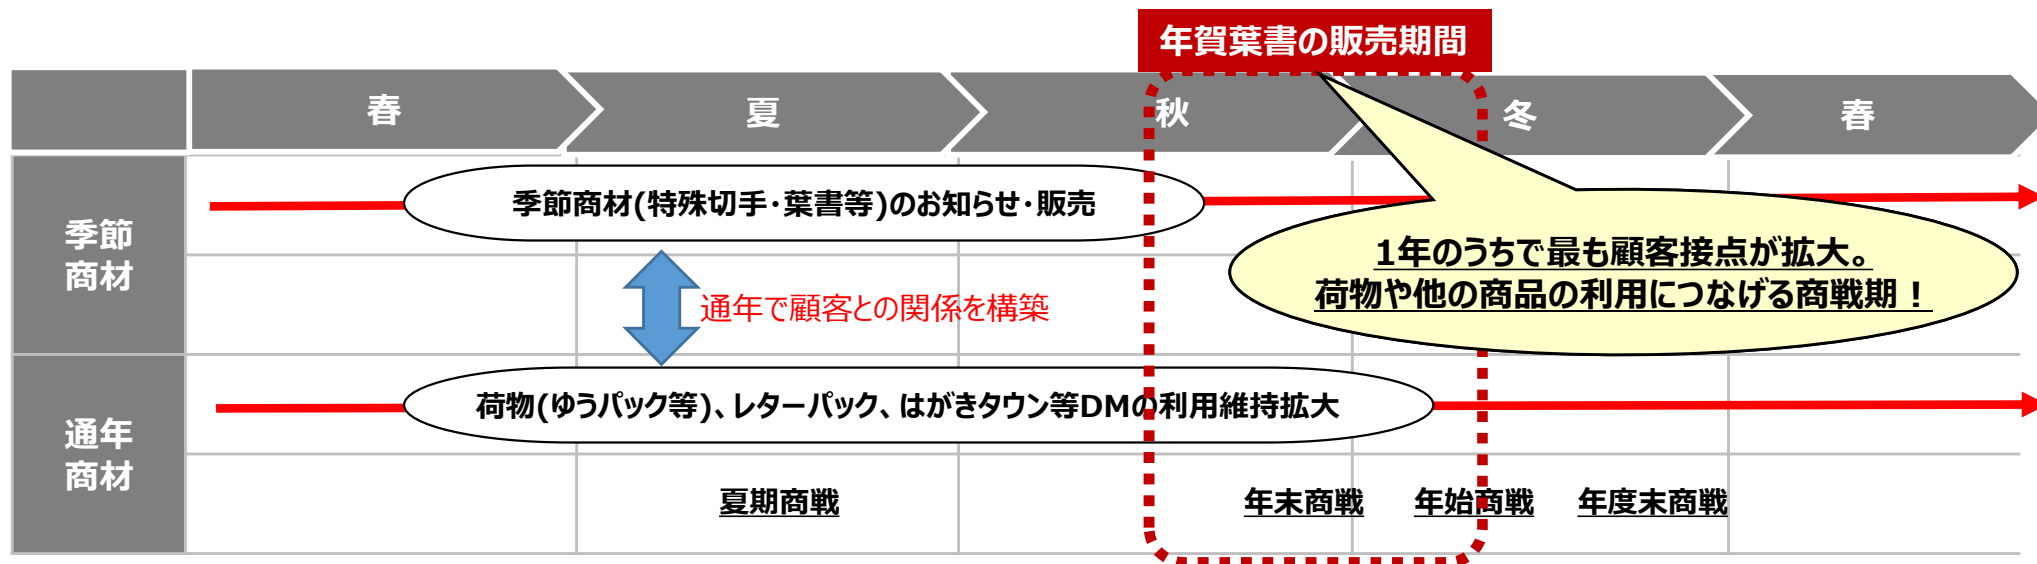 年賀葉書の販売期間
春
夏
秋
冬
春
季節
商材
季節商材(特殊切手・葉書等)のお知らせ・販売
1年のうちで最も顧客接点が拡大。
荷物や他の商品の利用につなげる商戦期！
通年で顧客との関係を構築
通年
商材
荷物(ゆうパック等)、レターパック、はがきタウン等DMの利用維持拡大
夏期商戦
年末商戦
年始商戦
年度末商戦